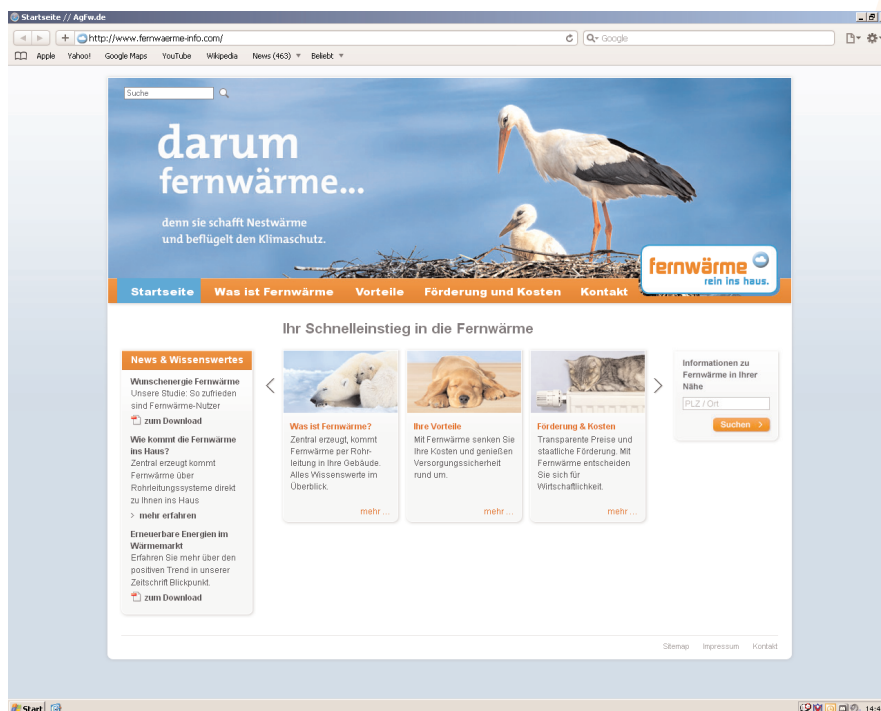 Startseite // AgFw.de
http://www.fernwaerme-info.com/
Google
Apple Yahoo! Google Maps YouTube Wikipedia News (463) Beliebt
Suche
darum
fernwärme...
denn sie schafft Nestwärme
und beflügelt den Klimaschutz.
fernwärme
rein ins haus.
Startseite Was ist Fernwärme Vorteile Förderung und Kosten Kontakt
Ihr Schnelleinstieg in die Fernwärme
News & Wissenswertes
Wunschenergie Fernwärme
Unsere Studie: So zufrieden
sind Fernwärme-Nutzer
zum Download
Wie kommt die Fernwärme
ins Haus?
Zentral erzeugt kommt
Fernwärme über
Rohrleitungssysteme direkt
zu Ihnen ins Haus
> mehr erfahren
Erneuerbare Energien im
Wärmemarkt
Erfahren Sie mehr über den
positiven Trend in unserer
Zeitschrift Blickpunkt.
zum Download
Was ist Fernwärme?
Zentral erzeugt, kommt
Fernwärme per Rohr-
leitung in Ihre Gebäude.
Alles Wissenswerte im
Überblick.
mehr ...
Ihre Vorteile
Mit Fernwärme senken Sie
Ihre Kosten und genießen
Versorgungssicherheit
rund um.
mehr ...
Förderung & Kosten
Transparente Preise und
staatliche Förderung. Mit
Fernwärme entscheiden
Sie sich für
Wirtschaftlichkeit.
mehr ...
Informationen zu
Fernwärme in Ihrer
Nähe
PLZ / Ort
Suchen >
Sitemap Impressum Kontakt
Start